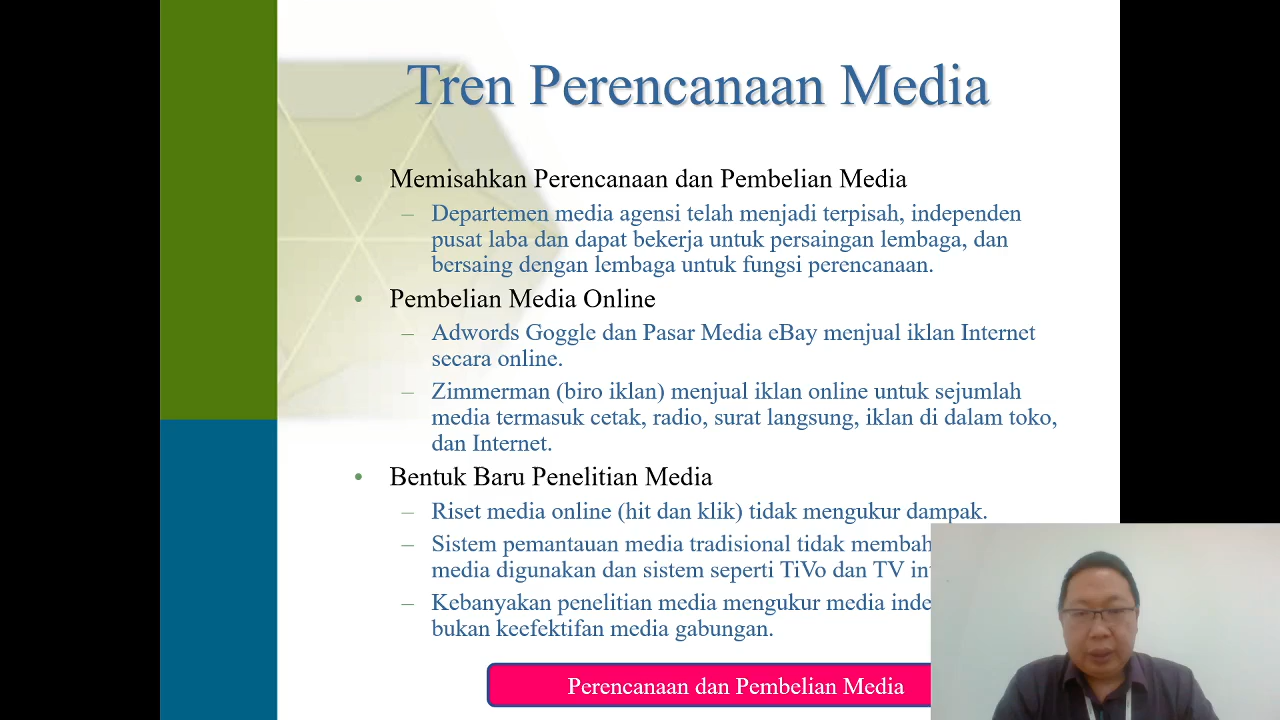 Tren Perencanaan Media
• Memisahkan Perencanaan dan Pembelian Media
– Departemen media agensi telah menjadi terpisah, independen
pusat laba dan dapat bekerja untuk persaingan lembaga, dan
bersaing dengan lembaga untuk fungsi perencanaan.
• Pembelian Media Online
– Adwords Goggle dan Pasar Media eBay menjual iklan Internet
secara online.
– Zimmerman (biro iklan) menjual iklan online untuk sejumlah
media termasuk cetak, radio, surat langsung, iklan di dalam toko,
dan Internet.
• Bentuk Baru Penelitian Media
– Riset media online (hit dan klik) tidak mengukur dampak.
– Sistem pemantauan media tradisional tidak
media digunakan dan sistem seperti TiVo dan TV
– Kebanyakan penelitian media mengukur media
bukan keefektifan media gabungan.
Perencanaan dan Pembelian Media